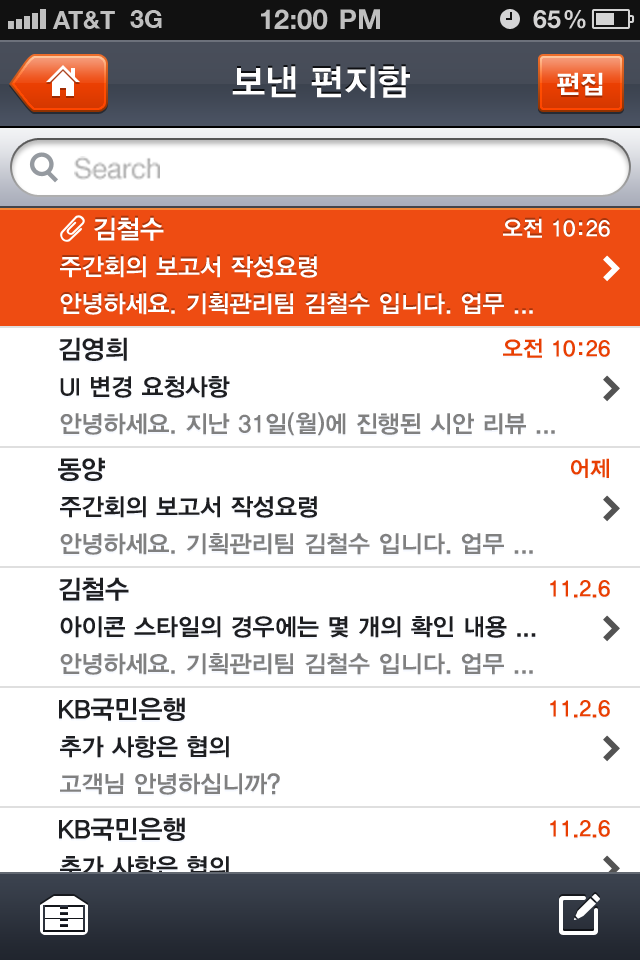 AT&T 3G 12:00 PM 65%
보낸 편지함 편집
Search
김철수 오전 10:26
주간회의 보고서 작성요령
안녕하세요. 기획관리팀 김철수 입니다. 업무 ...
김영희 오전 10:26
UI 변경 요청사항
안녕하세요. 지난 31일(월)에 진행된 시안 리뷰 ...
동양 어제
주간회의 보고서 작성요령
안녕하세요. 기획관리팀 김철수 입니다. 업무 ...
김철수 11.2.6
아이콘 스타일의 경우에는 몇 개의 확인 내용 ...
안녕하세요. 기획관리팀 김철수 입니다. 업무 ...
KB국민은행 11.2.6
추가 사항은 협의
고객님 안녕하십니까?
KB국민은행 11.2.6
추가 사항은 협의